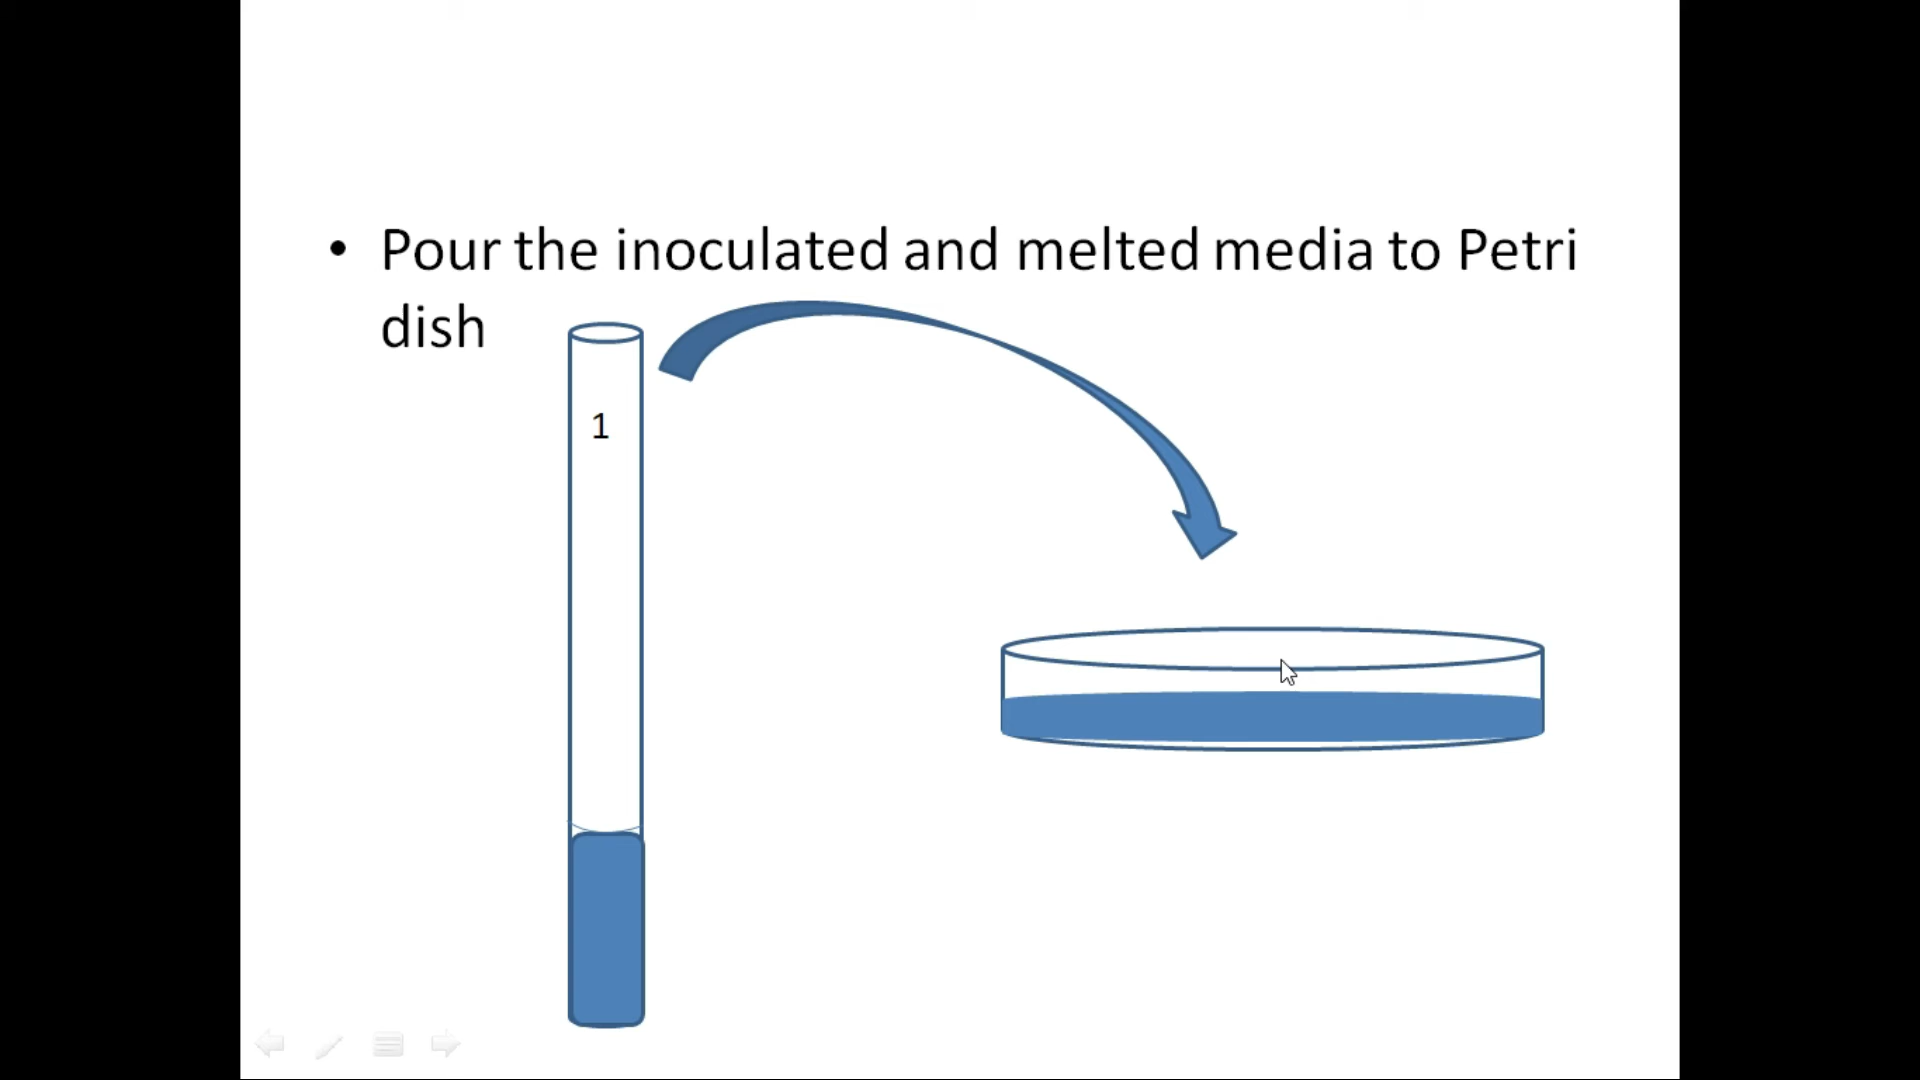 • Pour the inoculated and melted media to Petri
dish
1